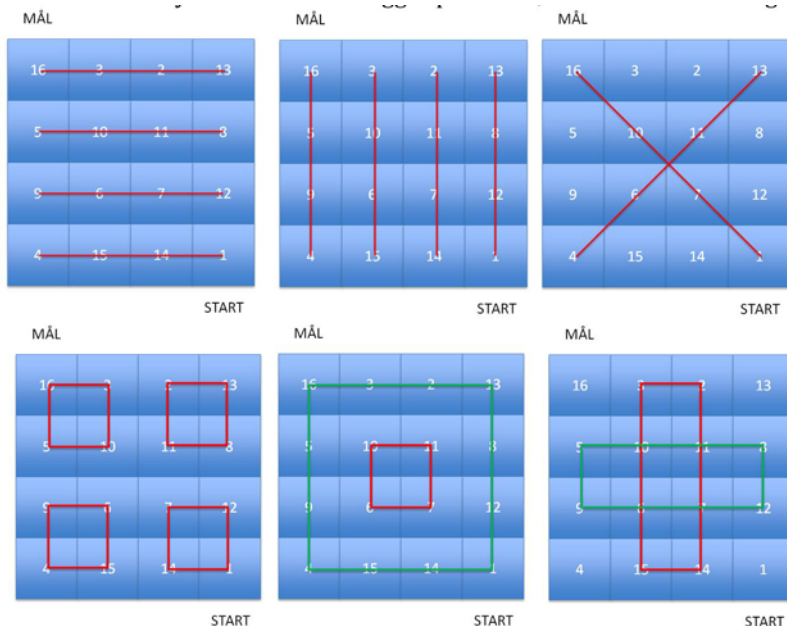 MÅL MÅL MÅL
16 3 2 13 16 3 2 13 16 3 2 13
5 10 11 8 5 10 11 8 5 10 11 8
9 6 7 12 9 6 7 12 9 6 7 12
4 15 14 1 4 15 14 1 4 15 14 1
START START START
MÅL MÅL MÅL
16 3 2 13 16 3 2 13 16 3 2 13
5 10 11 8 5 10 11 8 5 10 11 8
9 6 7 12 9 6 7 12 9 6 7 12
4 15 14 1 4 15 14 1 4 15 14 1
START START START